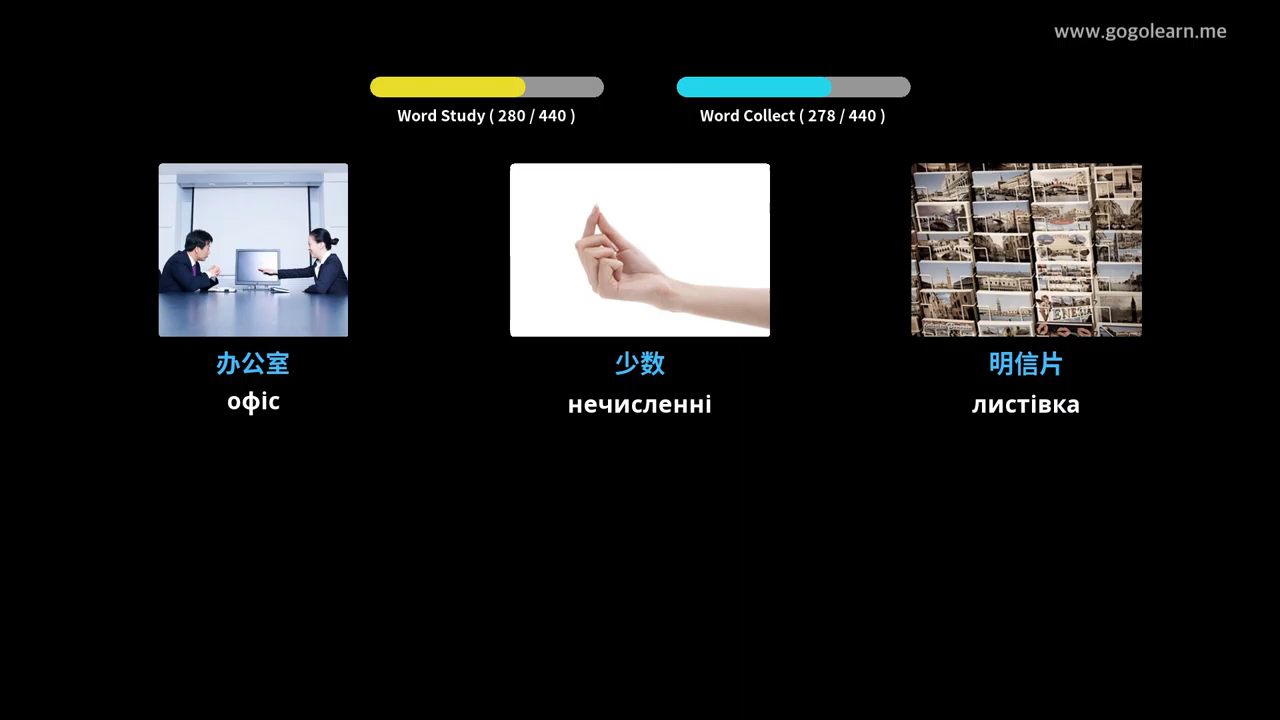 www.gogolearn.me
Word Study ( 280 / 440 )
Word Collect ( 278 / 440 )
办公室
офіс
少数
нечисленні
明信片
листівка
VENEZIA